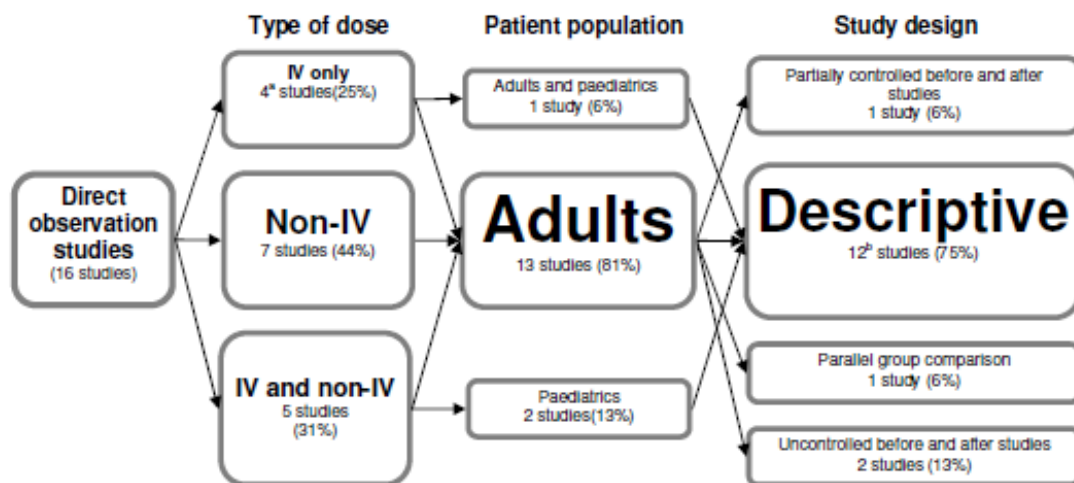 Type of dose
Patient population
Study design
Direct
observation
studies
(16 studies)
IV only
4ª studies(25%)
Non-IV
7 studies (44%)
IV and non-IV
5 studies
(31%)
Adults and paediatrics
1 study (6%)
Adults
13 studies (81%)
Paediatrics
2 studies(13%)
Partially controlled before and after
studies
1 study (6%)
Descriptive
12ᵇ studies (75%)
Parallel group comparison
1 study (6%)
Uncontrolled before and after studies
2 studies (13%)